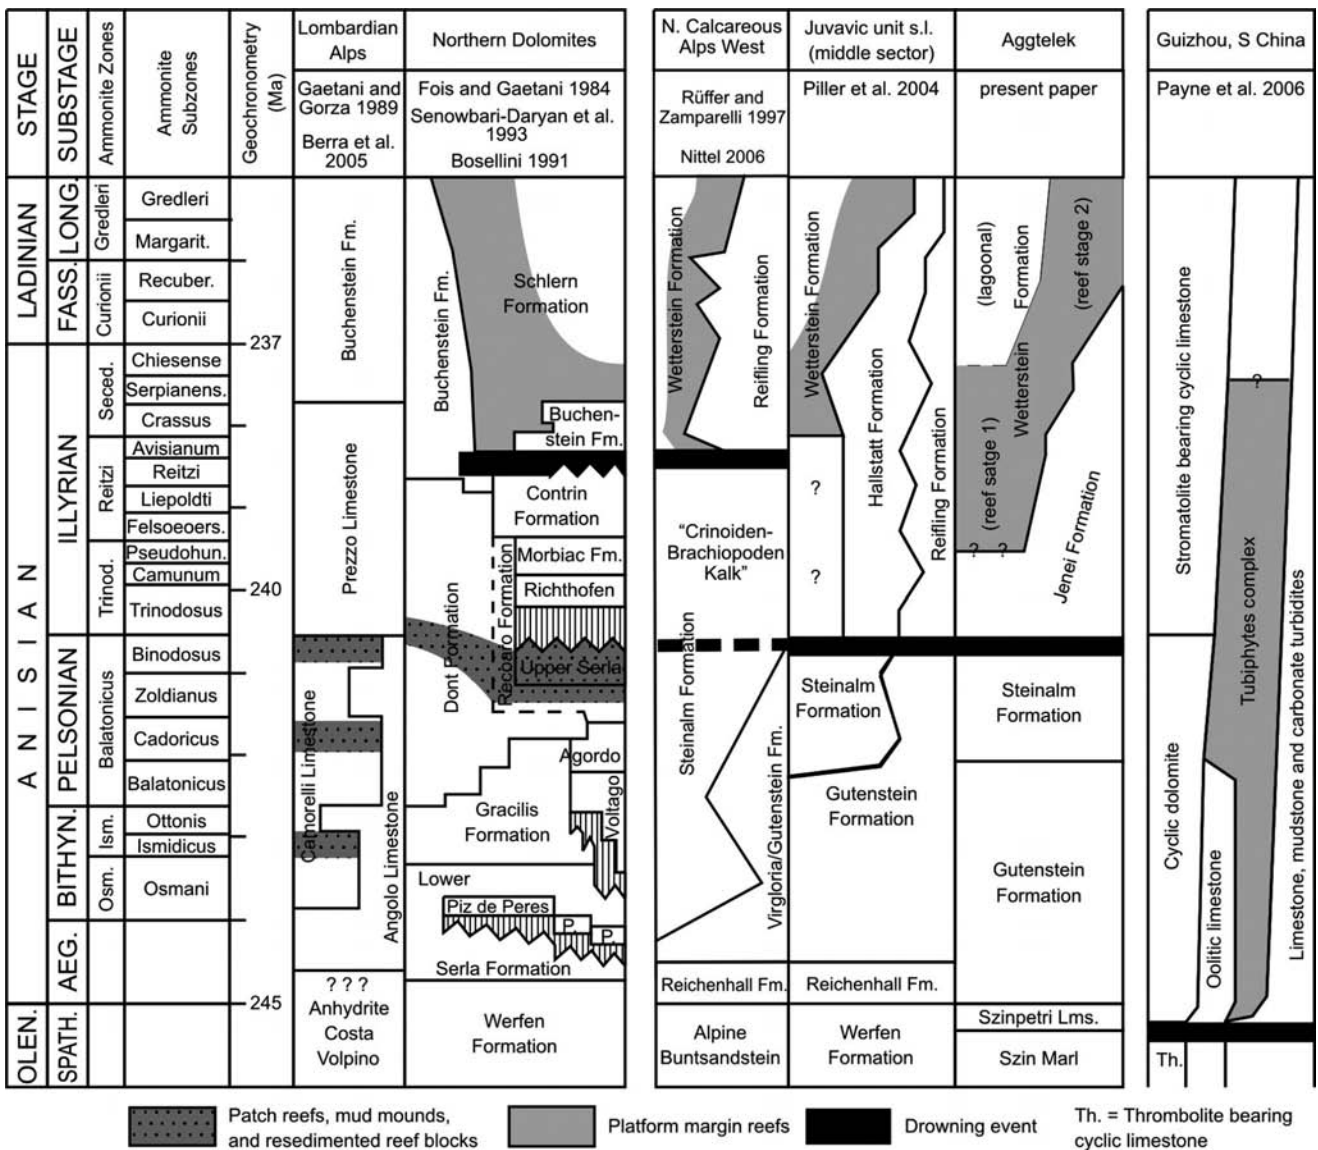 STAGE
SUBSTAGE
Ammonite Zones
Ammonite
Subzones
Geochronometry
(Ma)
Lombardian
Alps
Northern Dolomites
N. Calcareous
Alps West
Juvavic unit s.l.
(middle sector)
Aggtelek
Guizhou, S China
Gaetani and
Gorza 1989
Berra et al.
2005
Fois and Gaetani 1984
Senowbari-Daryan et al.
1993
Bosellini 1991
Rüffer and
Zamparelli 1997
Nittel 2006
Piller et al. 2004
present paper
Payne et al. 2006
LADINIAN
ANISIAN
OLEN.
LONG.
FASS.
ILLYRIAN
PELSONIAN
BITHYN.
AEG.
SPATH.
Gredleri
Curionii
Seced.
Reitzi
Trinod.
Balatonicus
Ism.
Osm.
Gredleri
Margarit.
Recuber.
Curionii
Chiesense
Serpianens.
Crassus
Avisianum
Reitzi
Liepoldti
Felsoeoers.
Pseudohun.
Camunum
Trinodosus
Binodosus
Zoldianus
Cadoricus
Balatonicus
Ottonis
Ismidicus
Osmani
237
240
245
Buchenstein Fm.
Prezzo Limestone
Camorelli Limestone
Angolo Limestone
? ? ?
Anhydrite
Costa
Volpino
Buchenstein Fm.
Schlern
Formation
Buchen-
stein Fm.
Contrin
Formation
Morbiac Fm.
Richthofen
Dont Formation
Recoaro Formation
Upper Serla
Agordo
Voltago
Gracilis
Formation
Lower
Piz de Peres
P.
P.
Serla Formation
Werfen
Formation
Wetterstein Formation
Reifling Formation
"Crinoiden-
Brachiopoden
Kalk"
Steinalm Formation
Virgloria/Gutenstein Fm.
Reichenhall Fm.
Alpine
Buntsandstein
Wetterstein Formation
Hallstatt Formation
Reifling Formation
?
?
Steinalm
Formation
Gutenstein
Formation
Reichenhall Fm.
Werfen
Formation
(lagoonal)
Formation
(reef stage 2)
Wetterstein
(reef satge 1)
? ?
Jenei Formation
Steinalm
Formation
Gutenstein
Formation
Szinpetri Lms.
Szin Marl
Stromatolite bearing cyclic limestone
?
Tubiphytes complex
Limestone, mudstone and carbonate turbidites
Cyclic dolomite
Oolitic limestone
Th.
Patch reefs, mud mounds,
and resedimented reef blocks
Platform margin reefs
Drowning event
Th. = Thrombolite bearing
cyclic limestone